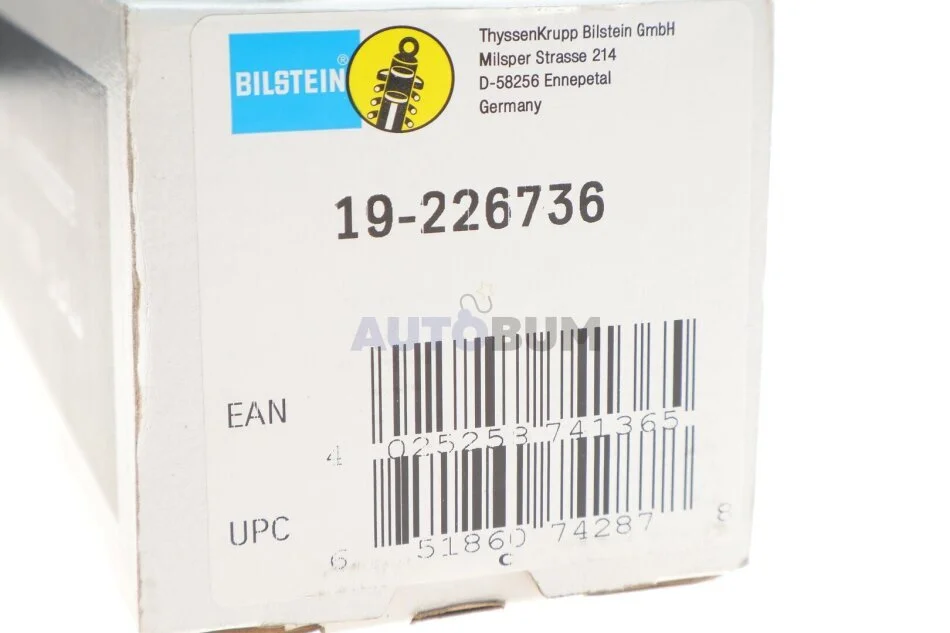 BILSTEIN®
ThyssenKrupp Bilstein GmbH
Milsper Strasse 214
D-58256 Ennepetal
Germany
19-226736
AUTOBUM
EAN
4 025258 741365
UPC
6 51860 74287 8
C